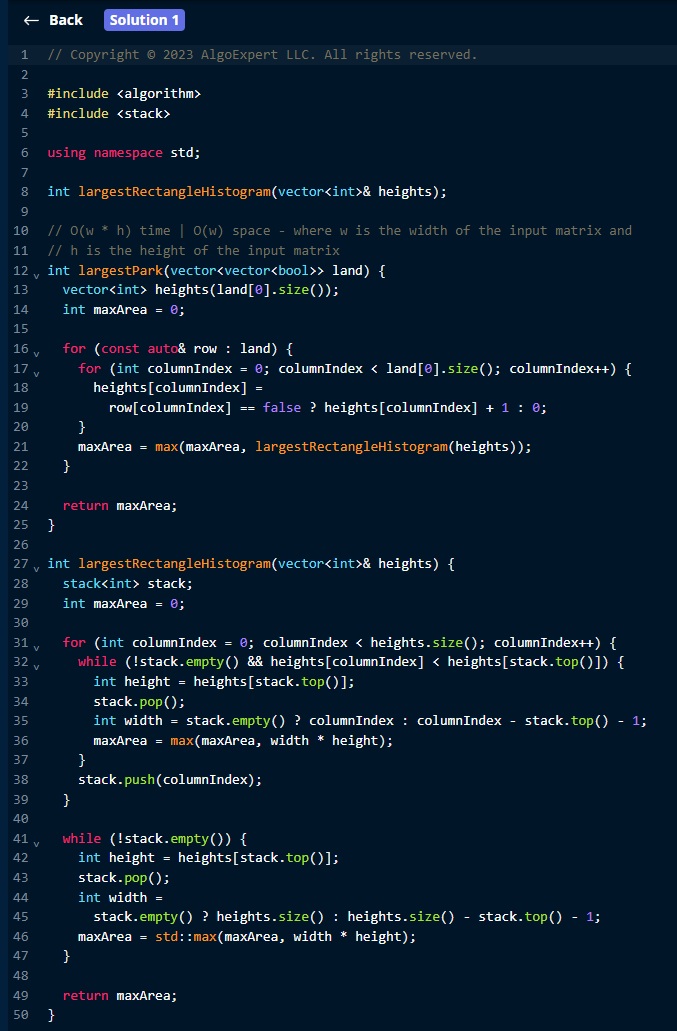 ← Back Solution 1
1 // Copyright © 2023 AlgoExpert LLC. All rights reserved.
2
3 #include <algorithm>
4 #include <stack>
5
6 using namespace std;
7
8 int largestRectangleHistogram(vector<int>& heights);
9
10 // O(w * h) time | O(w) space - where w is the width of the input matrix and
11 // h is the height of the input matrix
12 int largestPark(vector<vector<bool>> land) {
13   vector<int> heights(land[0].size());
14   int maxArea = 0;
15
16   for (const auto& row : land) {
17     for (int columnIndex = 0; columnIndex < land[0].size(); columnIndex++) {
18       heights[columnIndex] =
19         row[columnIndex] == false ? heights[columnIndex] + 1 : 0;
20     }
21     maxArea = max(maxArea, largestRectangleHistogram(heights));
22   }
23
24   return maxArea;
25 }
26
27 int largestRectangleHistogram(vector<int>& heights) {
28   stack<int> stack;
29   int maxArea = 0;
30
31   for (int columnIndex = 0; columnIndex < heights.size(); columnIndex++) {
32     while (!stack.empty() && heights[columnIndex] < heights[stack.top()]) {
33       int height = heights[stack.top()];
34       stack.pop();
35       int width = stack.empty() ? columnIndex : columnIndex - stack.top() - 1;
36       maxArea = max(maxArea, width * height);
37     }
38     stack.push(columnIndex);
39   }
40
41   while (!stack.empty()) {
42     int height = heights[stack.top()];
43     stack.pop();
44     int width =
45       stack.empty() ? heights.size() : heights.size() - stack.top() - 1;
46     maxArea = std::max(maxArea, width * height);
47   }
48
49   return maxArea;
50 }